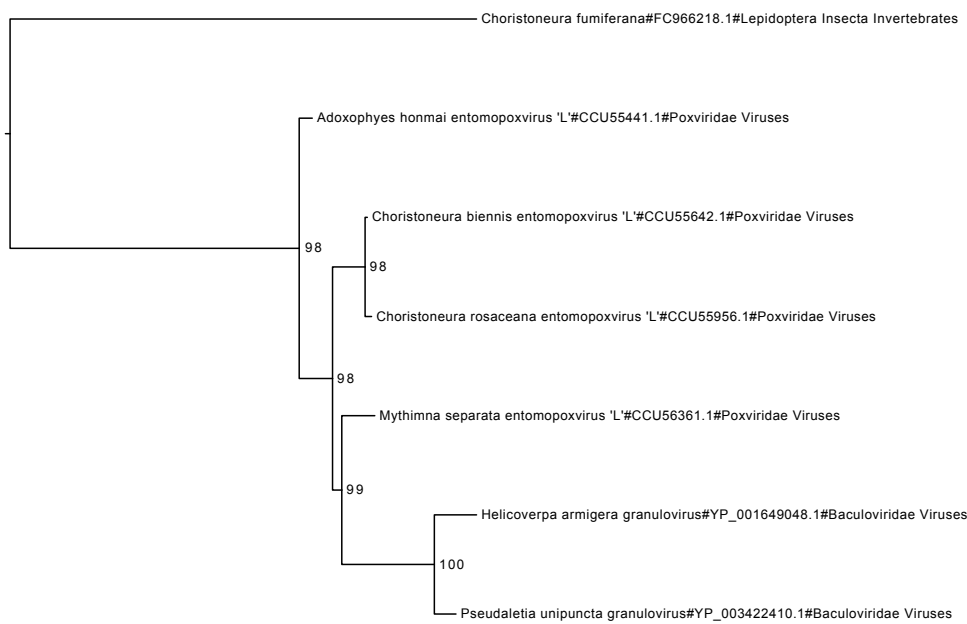 Choristoneura fumiferana#FC966218.1#Lepidoptera Insecta Invertebrates
Adoxophyes honmai entomopoxvirus 'L'#CCU55441.1#Poxviridae Viruses
Choristoneura biennis entomopoxvirus 'L'#CCU55642.1#Poxviridae Viruses
98
98
Choristoneura rosaceana entomopoxvirus 'L'#CCU55956.1#Poxviridae Viruses
98
Mythimna separata entomopoxvirus 'L'#CCU56361.1#Poxviridae Viruses
99
Helicoverpa armigera granulovirus#YP_001649048.1#Baculoviridae Viruses
100
Pseudaletia unipuncta granulovirus#YP_003422410.1#Baculoviridae Viruses